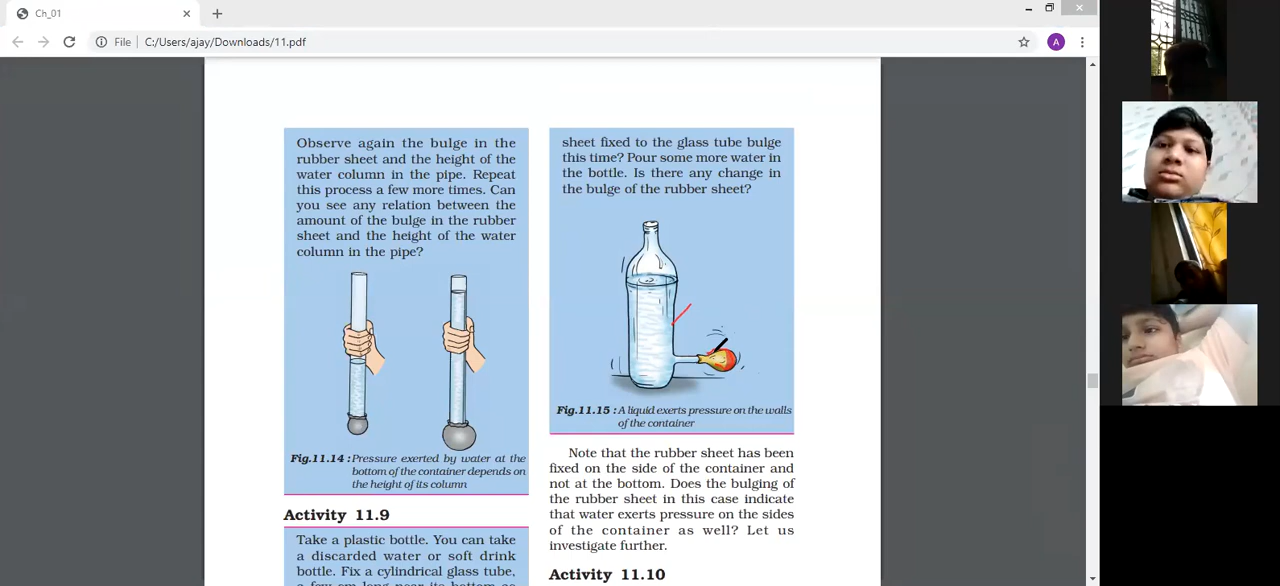 Ch_01
File
C:/Users/ajay/Downloads/11.pdf
A
Observe again the bulge in the
rubber sheet and the height of the
water column in the pipe. Repeat
this process a few more times. Can
you see any relation between the
amount of the bulge in the rubber
sheet and the height of the water
column in the pipe?
Fig.11.14 : Pressure exerted by water at the
bottom of the container depends on
the height of its column
Activity 11.9
Take a plastic bottle. You can take
a discarded water or soft drink
bottle. Fix a cylindrical glass tube,
a few cm long near its bottom so
sheet fixed to the glass tube bulge
this time? Pour some more water in
the bottle. Is there any change in
the bulge of the rubber sheet?
Fig.11.15 : A liquid exerts pressure on the walls
of the container
Note that the rubber sheet has been
fixed on the side of the container and
not at the bottom. Does the bulging of
the rubber sheet in this case indicate
that water exerts pressure on the sides
of the container as well? Let us
investigate further.
Activity 11.10